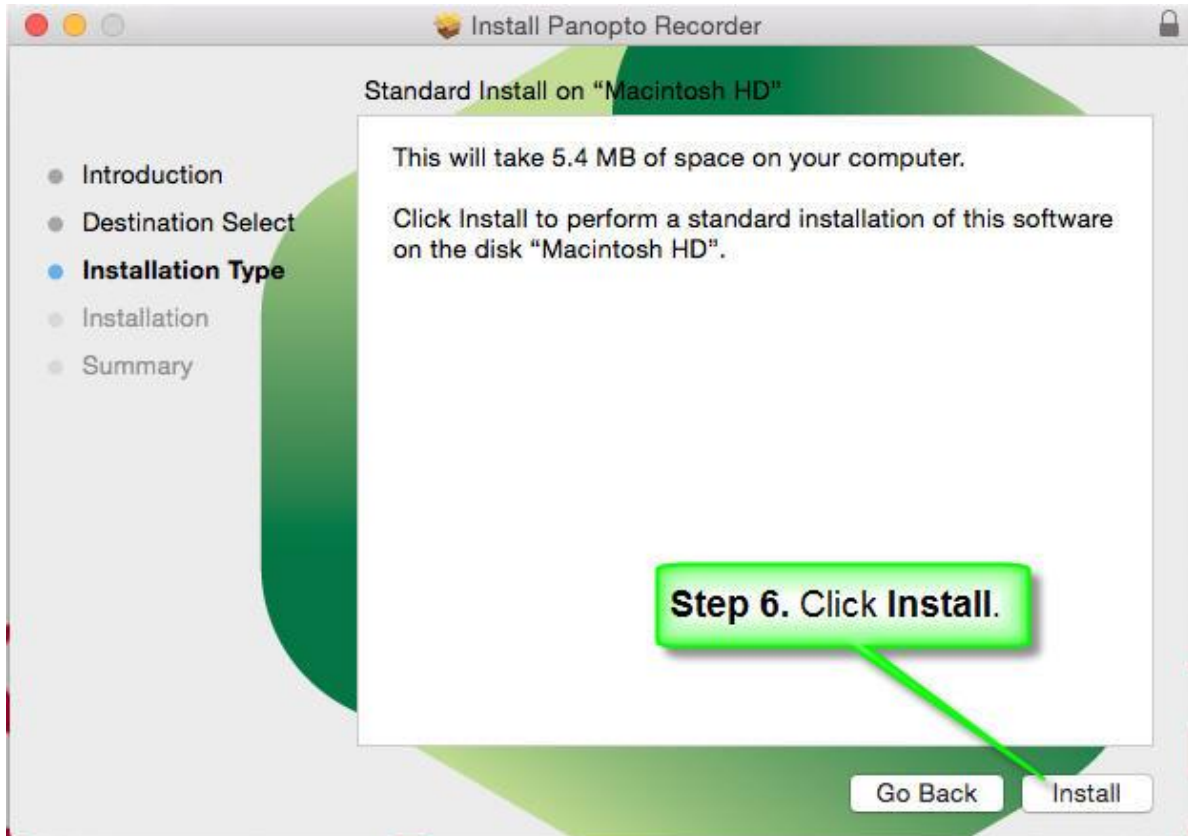 Install Panopto Recorder
Standard Install on “Macintosh HD”
Introduction
Destination Select
Installation Type
Installation
Summary
This will take 5.4 MB of space on your computer.
Click Install to perform a standard installation of this software
on the disk “Macintosh HD”.
Step 6. Click Install.
Go Back
Install